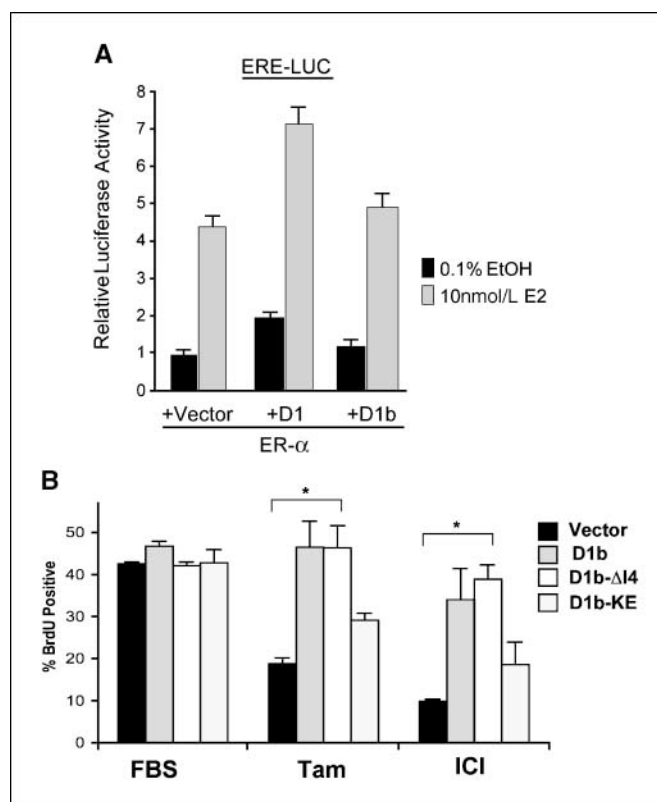 A
ERE-LUC
Relative Luciferase Activity
8
7
6
5
4
3
2
1
0
0.1% EtOH
10nmol/L E2
+Vector +D1 +D1b
ER-α
B
% BrdU Positive
50
40
30
20
10
0
* *
Vector
D1b
D1b-ΔI4
D1b-KE
FBS Tam ICI